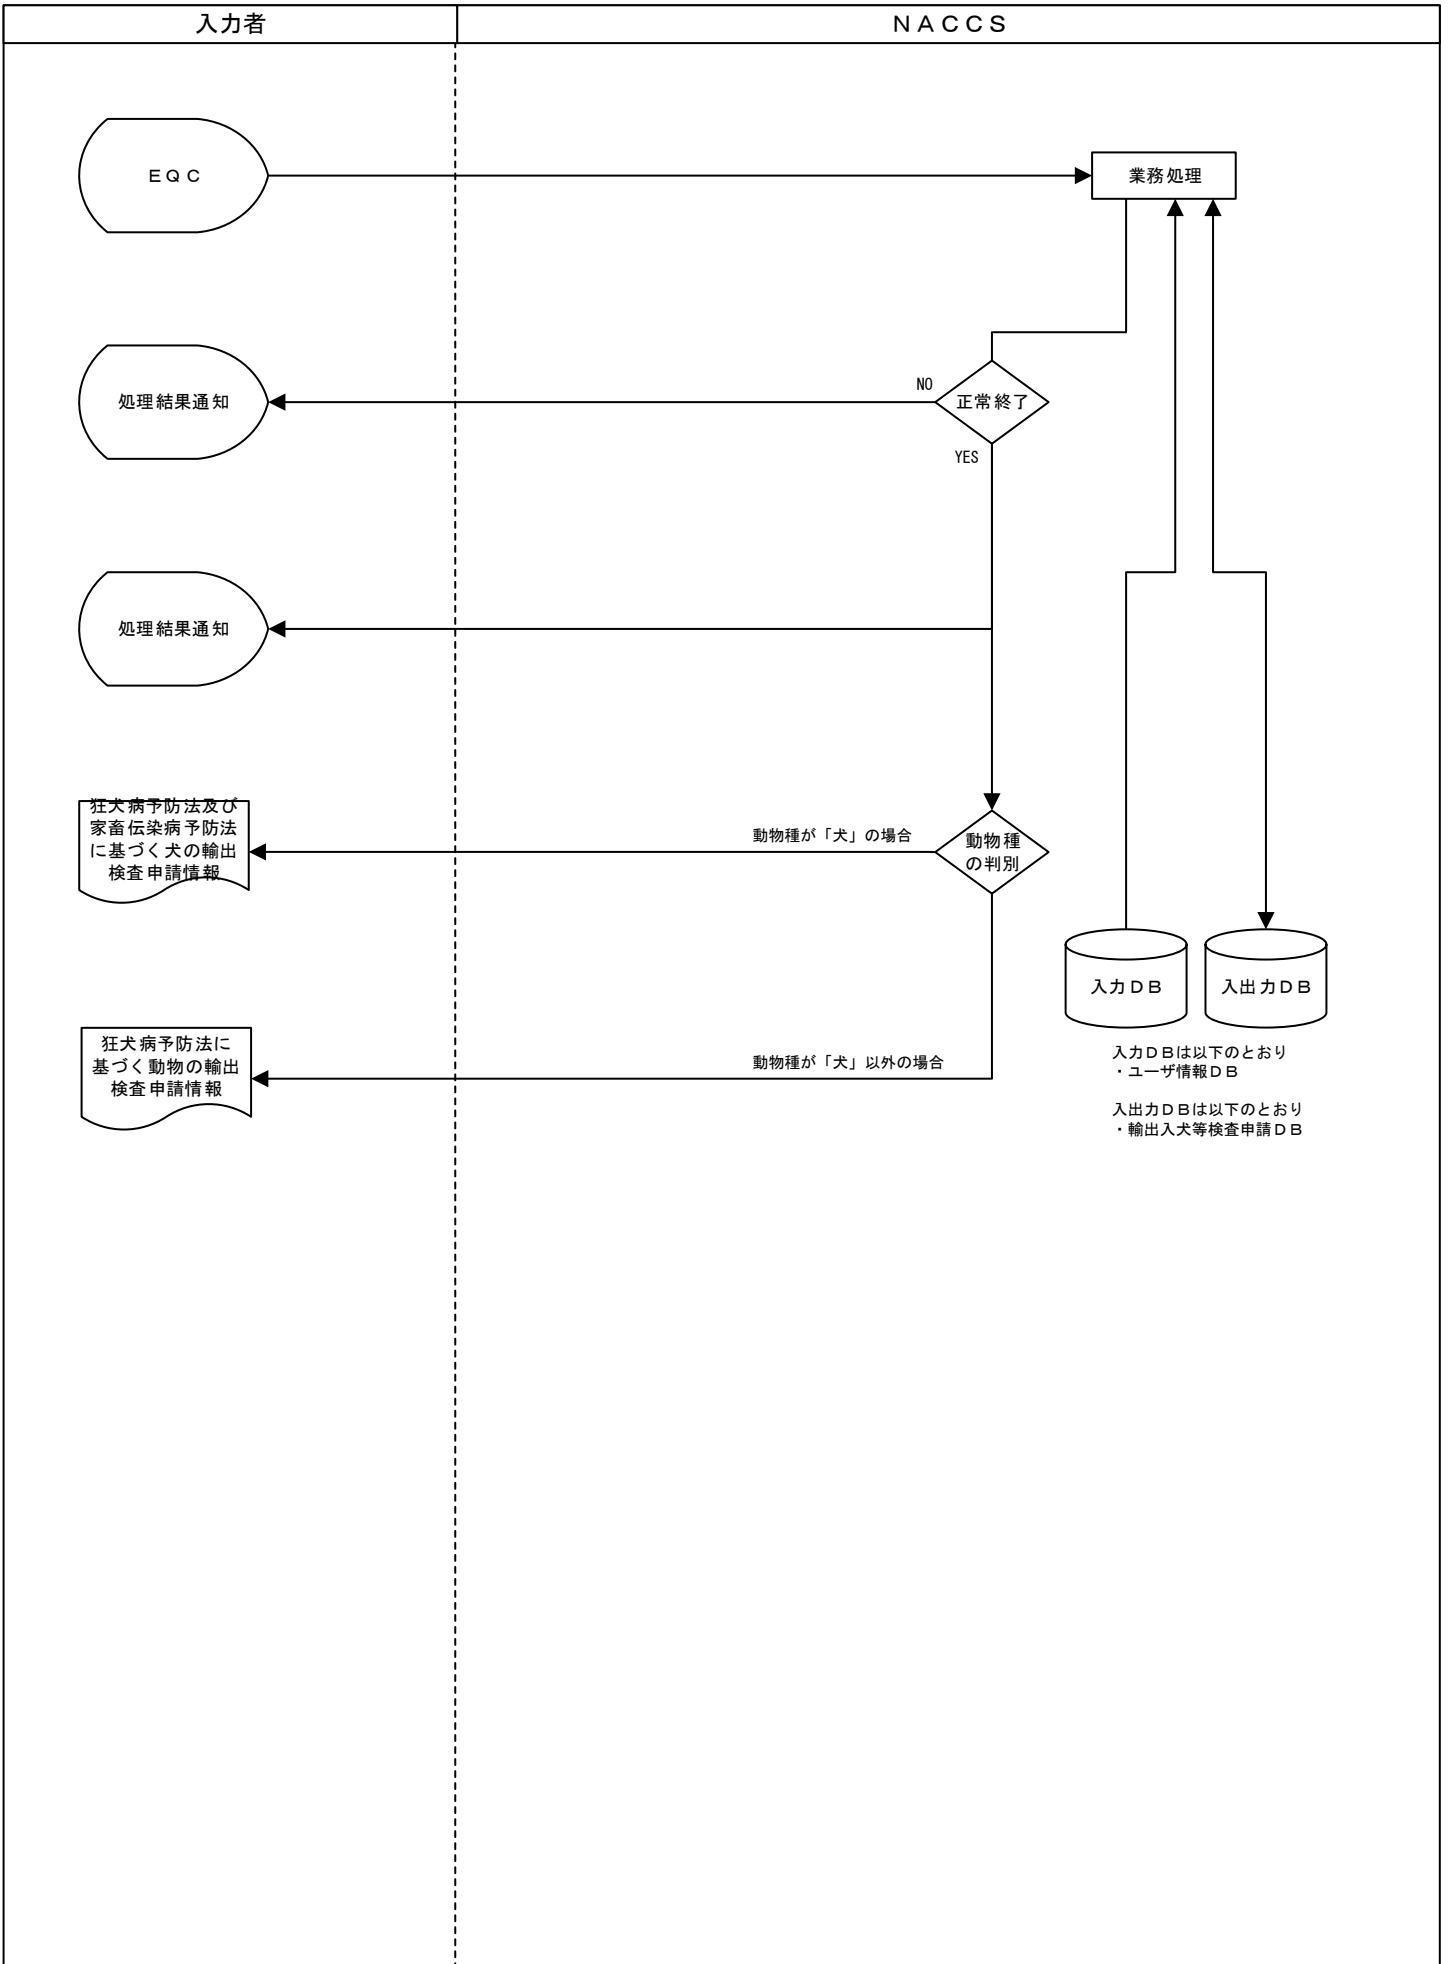 入力者
ＮＡＣＣＳ
ＥＱＣ
業務処理
処理結果通知
NO
正常終了
YES
処理結果通知
狂犬病予防法及び
家畜伝染病予防法
に基づく犬の輸出
検査申請情報
動物種が「犬」の場合
動物種
の判別
入力ＤＢ
入出力ＤＢ
狂犬病予防法に
基づく動物の輸出
検査申請情報
動物種が「犬」以外の場合
入力ＤＢは以下のとおり
・ユーザ情報ＤＢ
入出力ＤＢは以下のとおり
・輸出入犬等検査申請ＤＢ